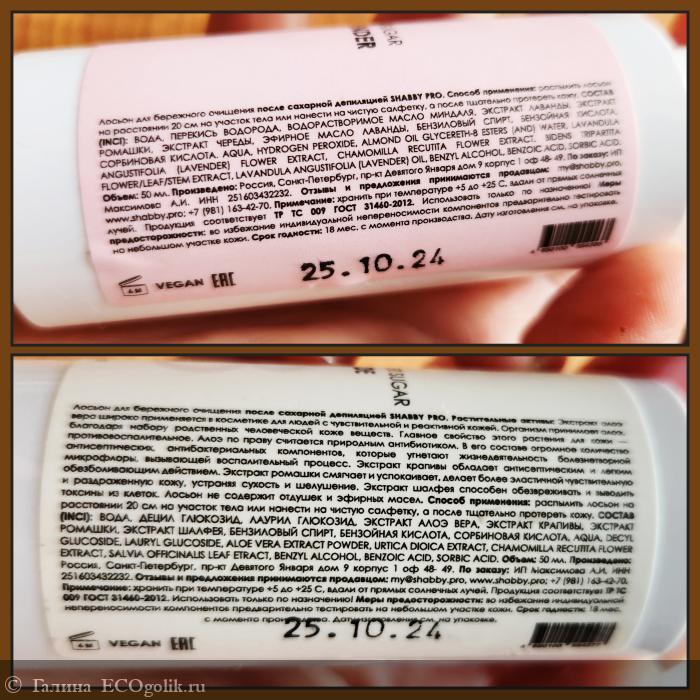 SUGAR
NDER
Лосьон для бережного очищения после сахарной депиляцией SHABBY PRO. Способ применения: распылить лосьон
на расстоянии 20 см на участок тела или нанести на чистую салфетку, а после тщательно протереть кожу. СОСТАВ
(INCI): ВОДА, ПЕРЕКИСЬ ВОДОРОДА, ВОДОРАСТВОРИМОЕ МАСЛО МИНДАЛЯ, ЭКСТРАКТ ЛАВАНДЫ, ЭКСТРАКТ
РОМАШКИ, ЭКСТРАКТ ЧЕРЕДЫ, ЭФИРНОЕ МАСЛО ЛАВАНДЫ, БЕНЗИЛОВЫЙ СПИРТ, БЕНЗОЙНАЯ КИСЛОТА,
СОРБИНОВАЯ КИСЛОТА, AQUA, HYDROGEN PEROXIDE, ALMOND OIL GLYCERETH-8 ESTERS (AND) WATER, LAVANDULA
ANGUSTIFOLIA (LAVENDER) FLOWER EXTRACT, CHAMOMILLA RECUTITA FLOWER EXTRACT, BIDENS TRIPARTITA
FLOWER/LEAF/STEM EXTRACT, LAVANDULA ANGUSTIFOLIA (LAVENDER) OIL, BENZYL ALCOHOL, BENZOIC ACID, SORBIC ACID.
Объем: 50 мл. Произведено: Россия, Санкт-Петербург, пр-кт Девятого Января дом 9 корпус 1 оф 48- 49. По заказу: ИП
Максимова А.И. ИНН 251603432232. Отзывы и предложения принимаются продавцом: my@shabby.pro,
www.shabby.pro; +7 (981) 163-42-70. Примечание: хранить при температуре +5 до +25 С, вдали от прямых солнечных
лучей. Продукция соответствует ТР ТС 009 ГОСТ 31460-2012. Использовать только по назначению! Меры
предосторожности: во избежание индивидуальной непереносимости компонентов предварительно тестировать
на небольшом участке кожи. Срок годности: 18 мес. с момента производства. Дату изготовления см. на упаковке.
VEGAN EAC
25.10.24
SUGAR
Лосьон для бережного очищения после сахарной депиляцией SHABBY PRO. Растительные активы: Экстракт алоэ
вера широко применяется в косметике для людей с чувствительной и реактивной кожей. Организм принимает алоэ,
благодаря набору родственных человеческой коже веществ. Главное свойство этого растения для кожи —
противовоспалительное. Алоэ по праву считается природным антибиотиком. В его составе огромное количество
антисептических, антибактериальных компонентов, которые угнетают жизнедеятельность болезнетворной
микрофлоры, вызывающей воспалительный процесс. Экстракт крапивы обладает антисептическим и легким
обезболивающим действием. Экстракт ромашки смягчает и успокаивает, делает более эластичной чувствительную
и раздраженную кожу, устраняя сухость и шелушение. Экстракт шалфея способен обезвреживать и выводить
токсины из клеток. Лосьон не содержит отдушек и эфирных масел. Способ применения: распылить лосьон на
расстоянии 20 см на участок тела или нанести на чистую салфетку, а после тщательно протереть кожу. СОСТАВ
(INCI): ВОДА, ДЕЦИЛ ГЛЮКОЗИД, ЛАУРИЛ ГЛЮКОЗИД, ЭКСТРАКТ АЛОЭ ВЕРА, ЭКСТРАКТ КРАПИВЫ, ЭКСТРАКТ
РОМАШКИ, ЭКСТРАКТ ШАЛФЕЯ, БЕНЗИЛОВЫЙ СПИРТ, БЕНЗОЙНАЯ КИСЛОТА, СОРБИНОВАЯ КИСЛОТА, AQUA, DECYL
GLUCOSIDE, LAURYL GLUCOSIDE, ALOE VERA EXTRACT POWDER, URTICA DIOICA EXTRACT, CHAMOMILLA RECUTITA FLOWER
EXTRACT, SALVIA OFFICINALIS LEAF ETRACT, BENZYL ALCOHOL, BENZOIC ACID, SORBIC ACID. Объем: 50 мл. Произведено:
Россия, Санкт-Петербург, пр-кт Девятого Января дом 9 корпус 1 оф 48- 49. По заказу: ИП Максимова А.И. ИНН
251603432232. Отзывы и предложения принимаются продавцом: my@shabby.pro, www.shabby.pro; +7 (981) 163-42-70.
Примечание: хранить при температуре +5 до +25 С, вдали от прямых солнечных лучей. Продукция соответствует ТР ТС
009 ГОСТ 31460-2012. Использовать только по назначению! Меры предосторожности: во избежание индивидуальной
непереносимости компонентов предварительно тестировать на небольшом участке кожи. Срок годности: 18 мес.
с момента производства. Дату изготовления см. на упаковке.
25.10.24
VEGAN EAC
© Галина ECOgolik.ru